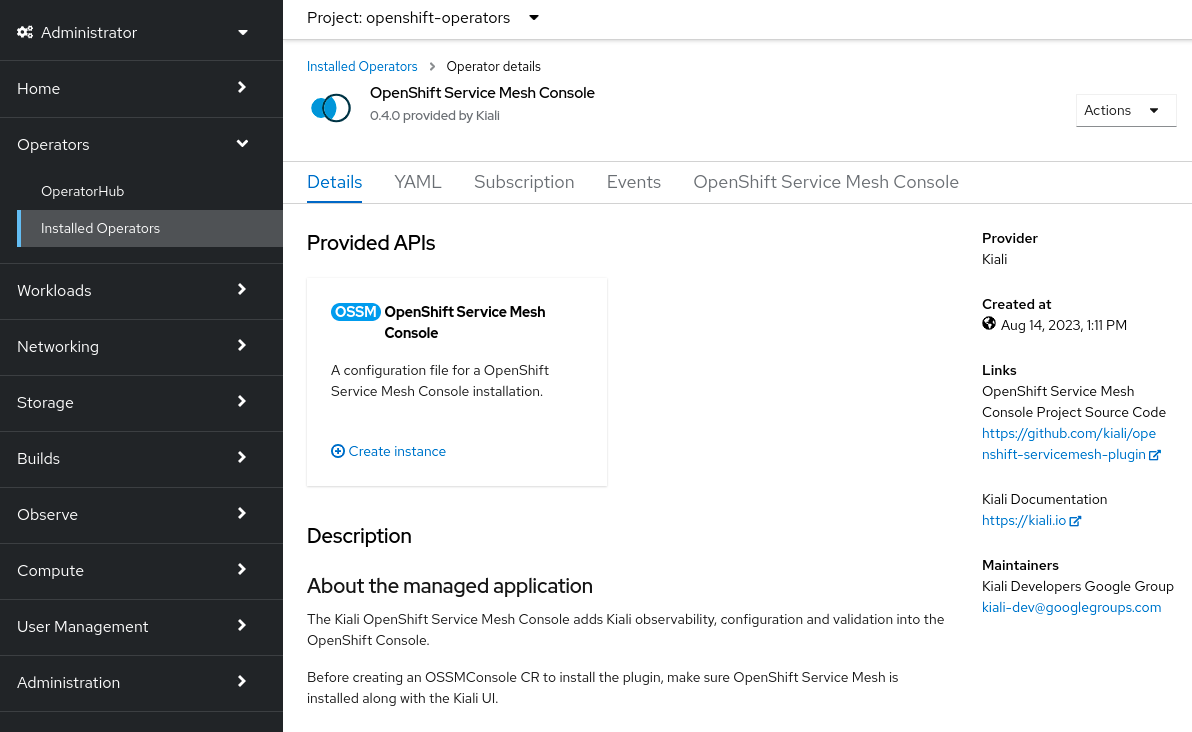 Administrator
Home
Operators
OperatorHub
Installed Operators
Workloads
Networking
Storage
Builds
Observe
Compute
User Management
Administration
Project: openshift-operators
Installed Operators > Operator details
OpenShift Service Mesh Console
0.4.0 provided by Kiali
Actions
Details YAML Subscription Events OpenShift Service Mesh Console
Provided APIs
OSSM OpenShift Service Mesh
Console
A configuration file for a OpenShift
Service Mesh Console installation.
Create instance
Description
About the managed application
The Kiali OpenShift Service Mesh Console adds Kiali observability, configuration and validation into the
OpenShift Console.
Before creating an OSSMConsole CR to install the plugin, make sure OpenShift Service Mesh is
installed along with the Kiali UI.
Provider
Kiali
Created at
Aug 14, 2023, 1:11 PM
Links
OpenShift Service Mesh
Console Project Source Code
https://github.com/kiali/ope
nshift-servicemesh-plugin
Kiali Documentation
https://kiali.io
Maintainers
Kiali Developers Google Group
kiali-dev@googlegroups.com